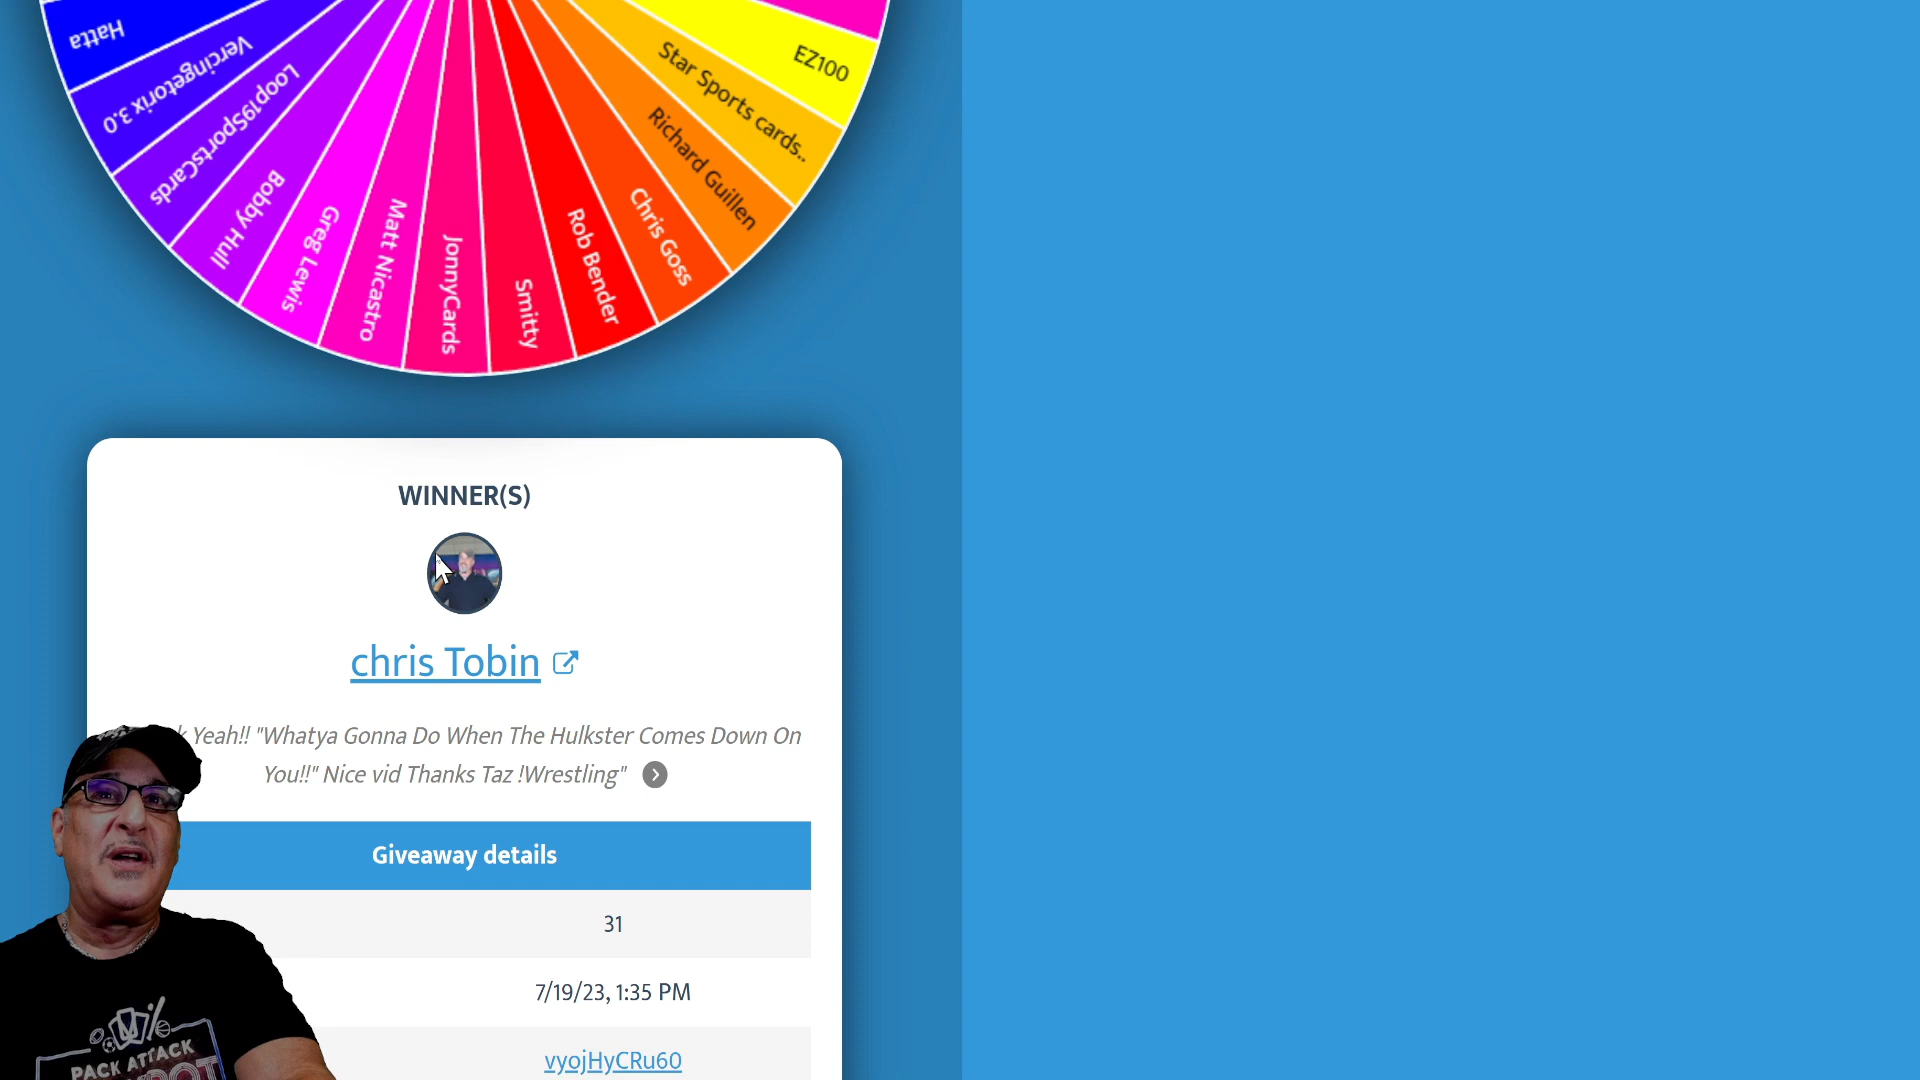 Hatta
Vercingetorix 3.0
Loop19SportsCards
Bobby Hull
Greg Lewis
Matt Nicastro
JonnyCards
Smitty
Rob Bender
Chris Goss
Richard Guillen
Star Sports cards..
EZ100
WINNER(S)
chris Tobin
k Yeah!! "Whatya Gonna Do When The Hulkster Comes Down On
You!!" Nice vid Thanks Taz !Wrestling"
Giveaway details
31
7/19/23, 1:35 PM
vyojHyCRu60
PACK ATTACK